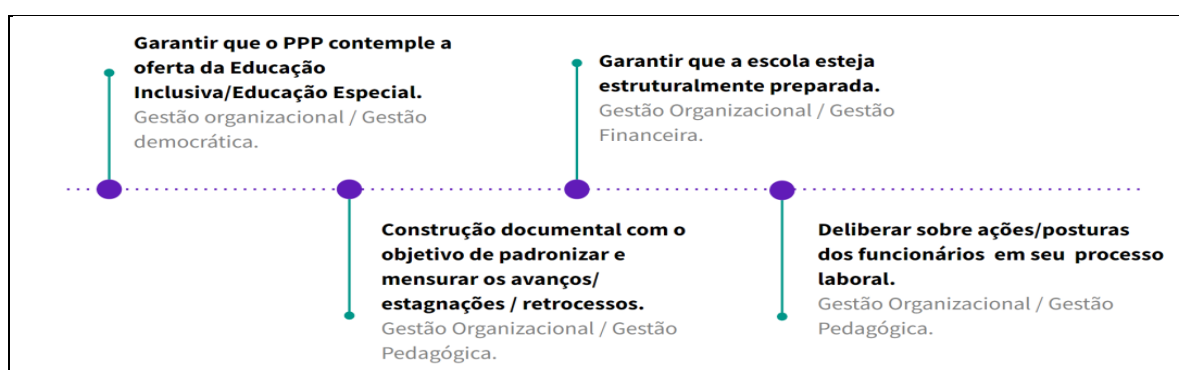 Garantir que o PPP contemple a
oferta da Educação
Inclusiva/Educação Especial.
Gestão organizacional / Gestão
democrática.
Construção documental com o
objetivo de padronizar e
mensurar os avanços/
estagnações / retrocessos.
Gestão Organizacional / Gestão
Pedagógica.
Garantir que a escola esteja
estruturalmente preparada.
Gestão Organizacional / Gestão
Financeira.
Deliberar sobre ações/posturas
dos funcionários em seu processo
laboral.
Gestão Organizacional / Gestão
Pedagógica.